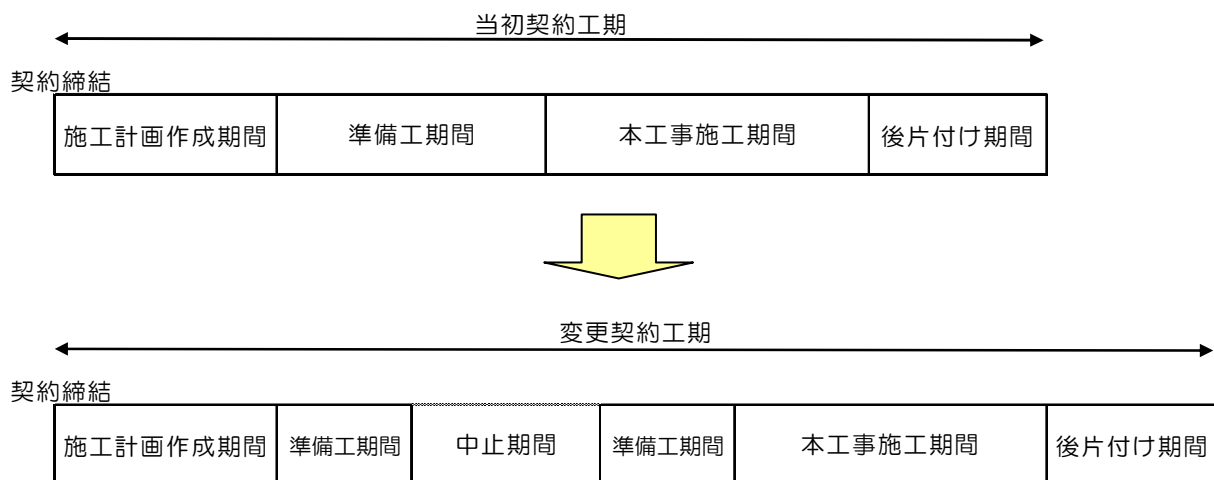 当初契約工期
契約締結
施工計画作成期間 準備工期間 本工事施工期間 後片付け期間
変更契約工期
契約締結
施工計画作成期間 準備工期間 中止期間 準備工期間 本工事施工期間 後片付け期間